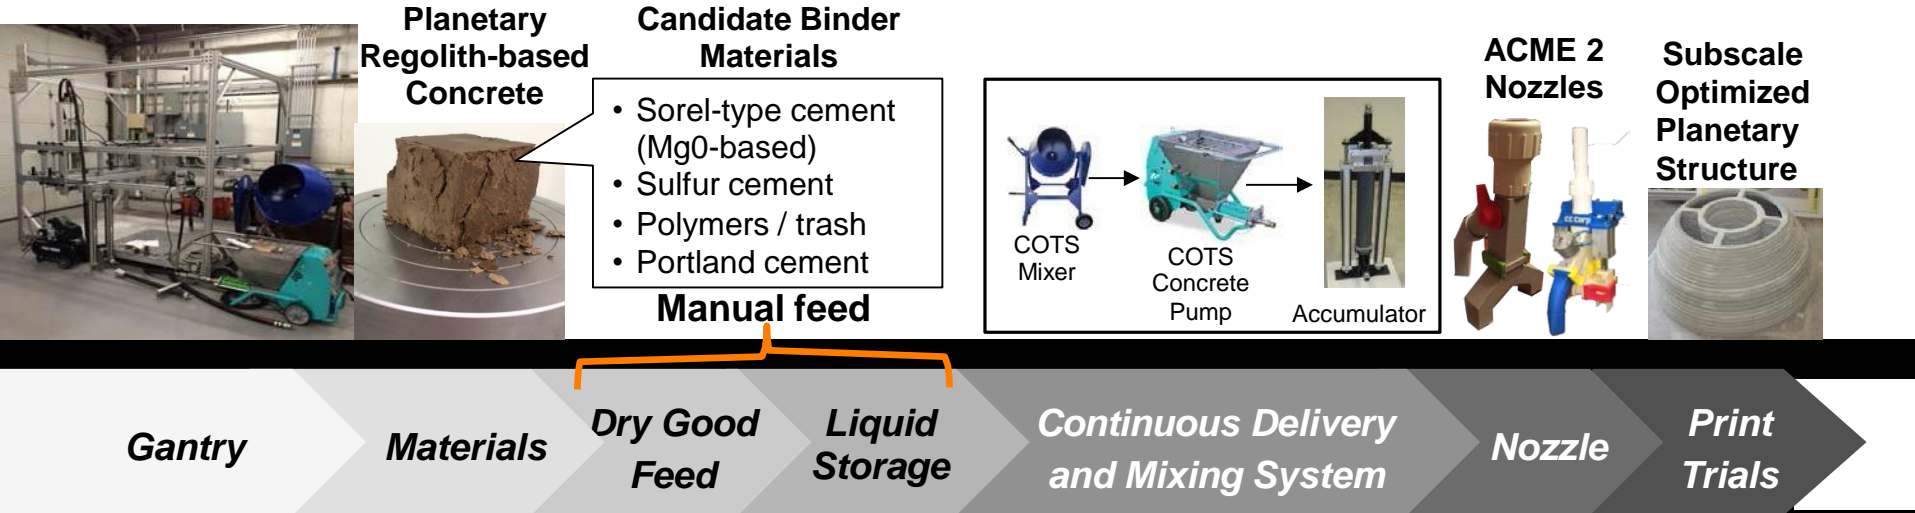 Planetary
Regolith-based
Concrete
Candidate Binder
Materials
• Sorel-type cement
(Mg0-based)
• Sulfur cement
• Polymers / trash
• Portland cement
Manual feed
COTS
Mixer
COTS
Concrete
Pump
Accumulator
ACME 2
Nozzles
CC Corp
Subscale
Optimized
Planetary
Structure
Gantry
Materials
Dry Good
Feed
Liquid
Storage
Continuous Delivery
and Mixing System
Nozzle
Print
Trials